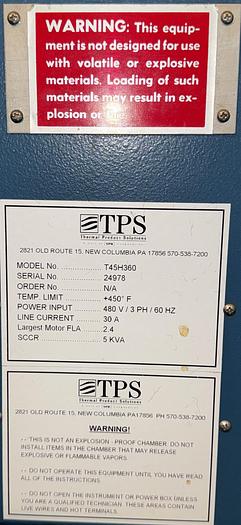 WARNING: This equip-
ment is not designed for use
with volatile or explosive
materials. Loading of such
materials may result in ex-
plosion or fire.
TPS
Thermal Product Solutions
2821 OLD ROUTE 15, NEW COLUMBIA PA 17856 570-538-7200
MODEL No. .............. T45H360
SERIAL No. .............. 24978
ORDER No. .............. N/A
TEMP. LIMIT .............. +450° F
POWER INPUT .............. 480 V / 3 PH / 60 HZ
LINE CURRENT .............. 30 A
Largest Motor FLA .............. 2.4
SCCR .............. 5 KVA
TPS
Thermal Product Solutions
2821 OLD ROUTE 15, NEW COLUMBIA PA17856 PH 570-538-7200
WARNING!
-- THIS IS NOT AN EXPLOSION - PROOF CHAMBER. DO NOT
INSTALL ITEMS IN THE CHAMBER THAT MAY RELEASE
EXPLOSIVE OR FLAMMABLE VAPORS.
-- DO NOT OPERATE THIS EQUIPMENT UNTIL YOU HAVE READ
ALL OF THE INSTRUCTIONS.
-- DO NOT OPEN THE INSTRUMENT OR POWER BOX UNLESS
YOU ARE A QUALIFIED TECHNICIAN. THESE AREAS CONTAIN
LIVE WIRES AND HOT TERMINALS.